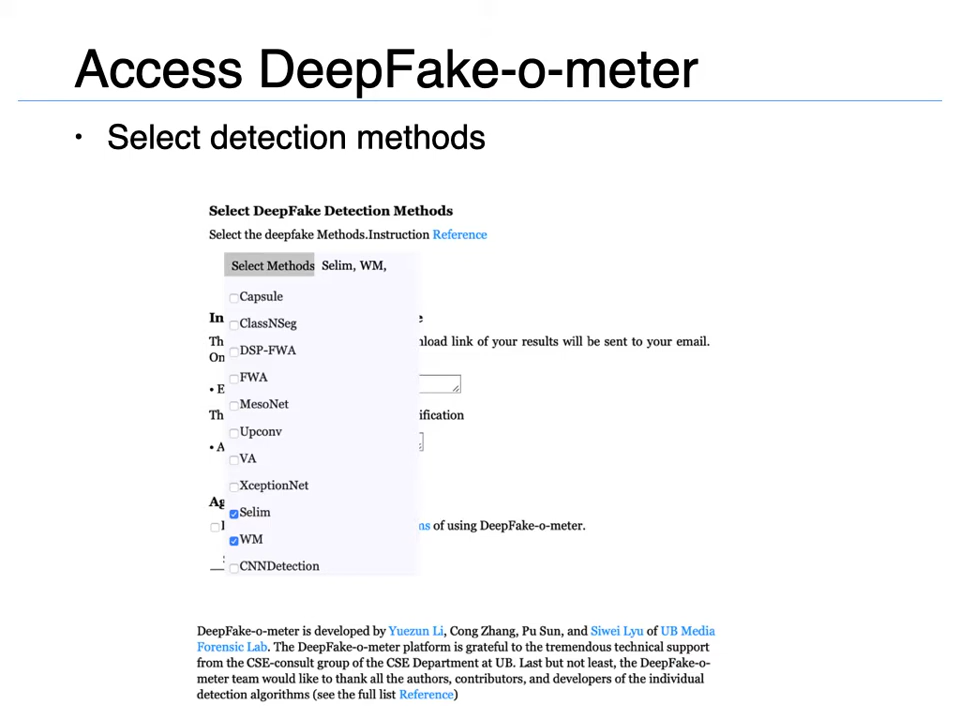 Access DeepFake-o-meter
• Select detection methods
Select DeepFake Detection Methods
Select the deepfake Methods.Instruction Reference
Select Methods Selim, WM,
Capsule
In
ClassNSeg
Th nload link of your results will be sent to your email.
DSP-FWA
On
FWA
• E
MesoNet
Th ification
Upconv
• A
VA
XceptionNet
Ag
Selim
of using DeepFake-o-meter.
WM
CNNDetection
DeepFake-o-meter is developed by Yuezun Li, Cong Zhang, Pu Sun, and Siwei Lyu of UB Media
Forensic Lab. The DeepFake-o-meter platform is grateful to the tremendous technical support
from the CSE-consult group of the CSE Department at UB. Last but not least, the DeepFake-o-
meter team would like to thank all the authors, contributors, and developers of the individual
detection algorithms (see the full list Reference)